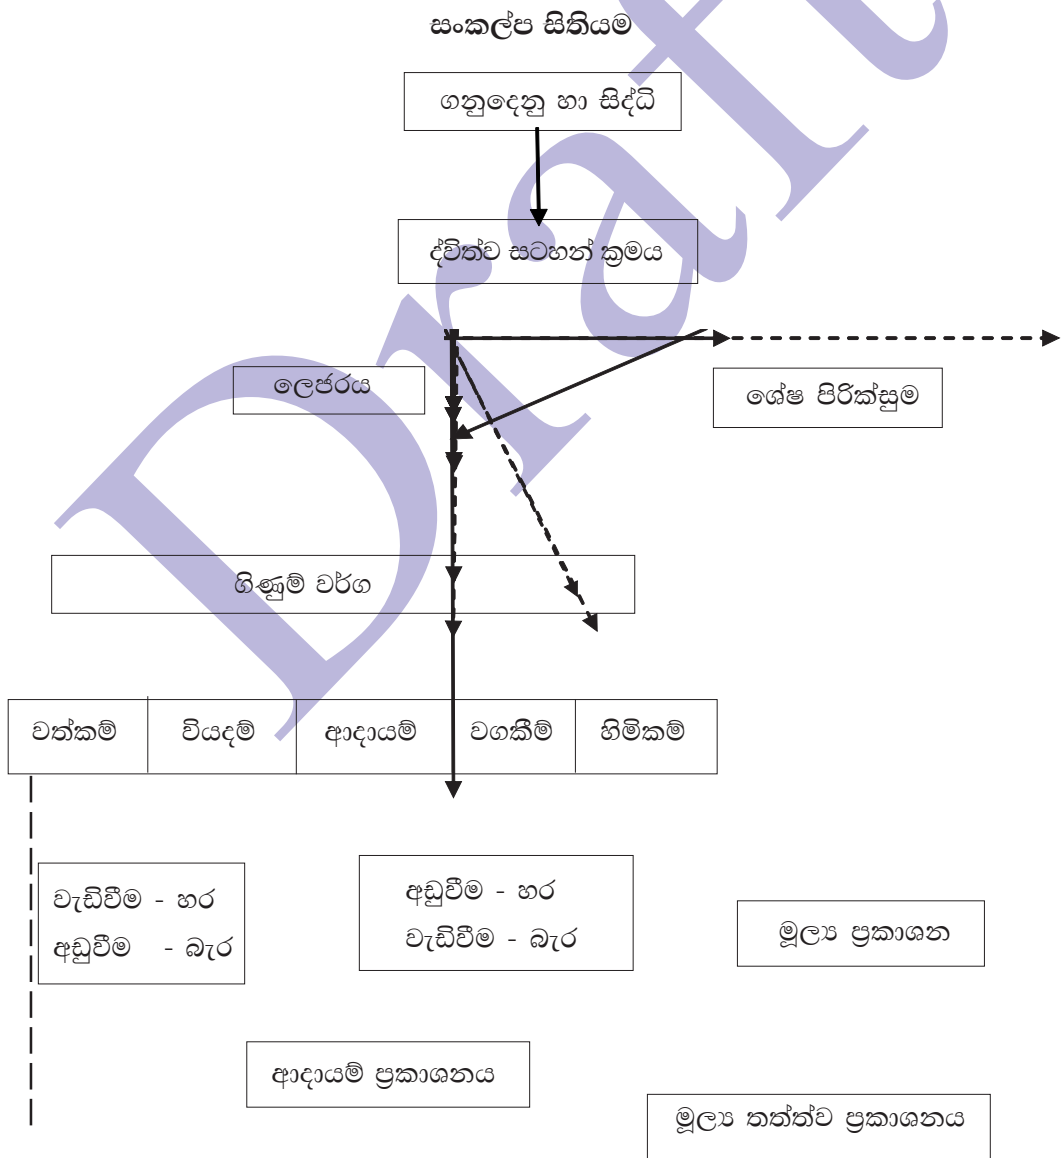 සංකල්ප සිතියම
ගනුදෙනු හා සිද්ධි
ද්විත්ව සටහන් ක්‍රමය
ලෙජරය
ශේෂ පිරික්සුම
ගිණුම් වර්ග
වත්කම් වියදම් ආදායම් වගකීම් හිමිකම්
වැඩිවීම - හර
අඩුවීම - බැර
අඩුවීම - හර
වැඩිවීම - බැර
මූල්‍ය ප්‍රකාශන
ආදායම් ප්‍රකාශනය
මූල්‍ය තත්ත්ව ප්‍රකාශනය
Draft